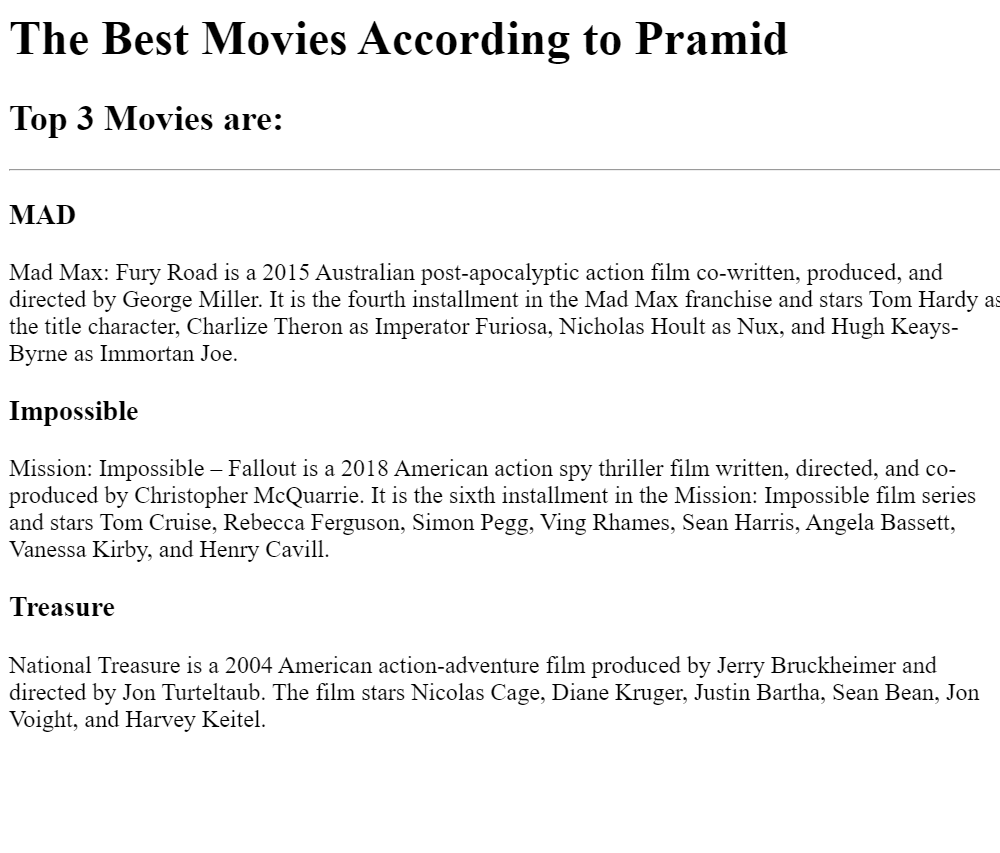 The Best Movies According to Pramid
Top 3 Movies are:
MAD
Mad Max: Fury Road is a 2015 Australian post-apocalyptic action film co-written, produced, and
directed by George Miller. It is the fourth installment in the Mad Max franchise and stars Tom Hardy as
the title character, Charlize Theron as Imperator Furiosa, Nicholas Hoult as Nux, and Hugh Keays-
Byrne as Immortan Joe.
Impossible
Mission: Impossible – Fallout is a 2018 American action spy thriller film written, directed, and co-
produced by Christopher McQuarrie. It is the sixth installment in the Mission: Impossible film series
and stars Tom Cruise, Rebecca Ferguson, Simon Pegg, Ving Rhames, Sean Harris, Angela Bassett,
Vanessa Kirby, and Henry Cavill.
Treasure
National Treasure is a 2004 American action-adventure film produced by Jerry Bruckheimer and
directed by Jon Turteltaub. The film stars Nicolas Cage, Diane Kruger, Justin Bartha, Sean Bean, Jon
Voight, and Harvey Keitel.